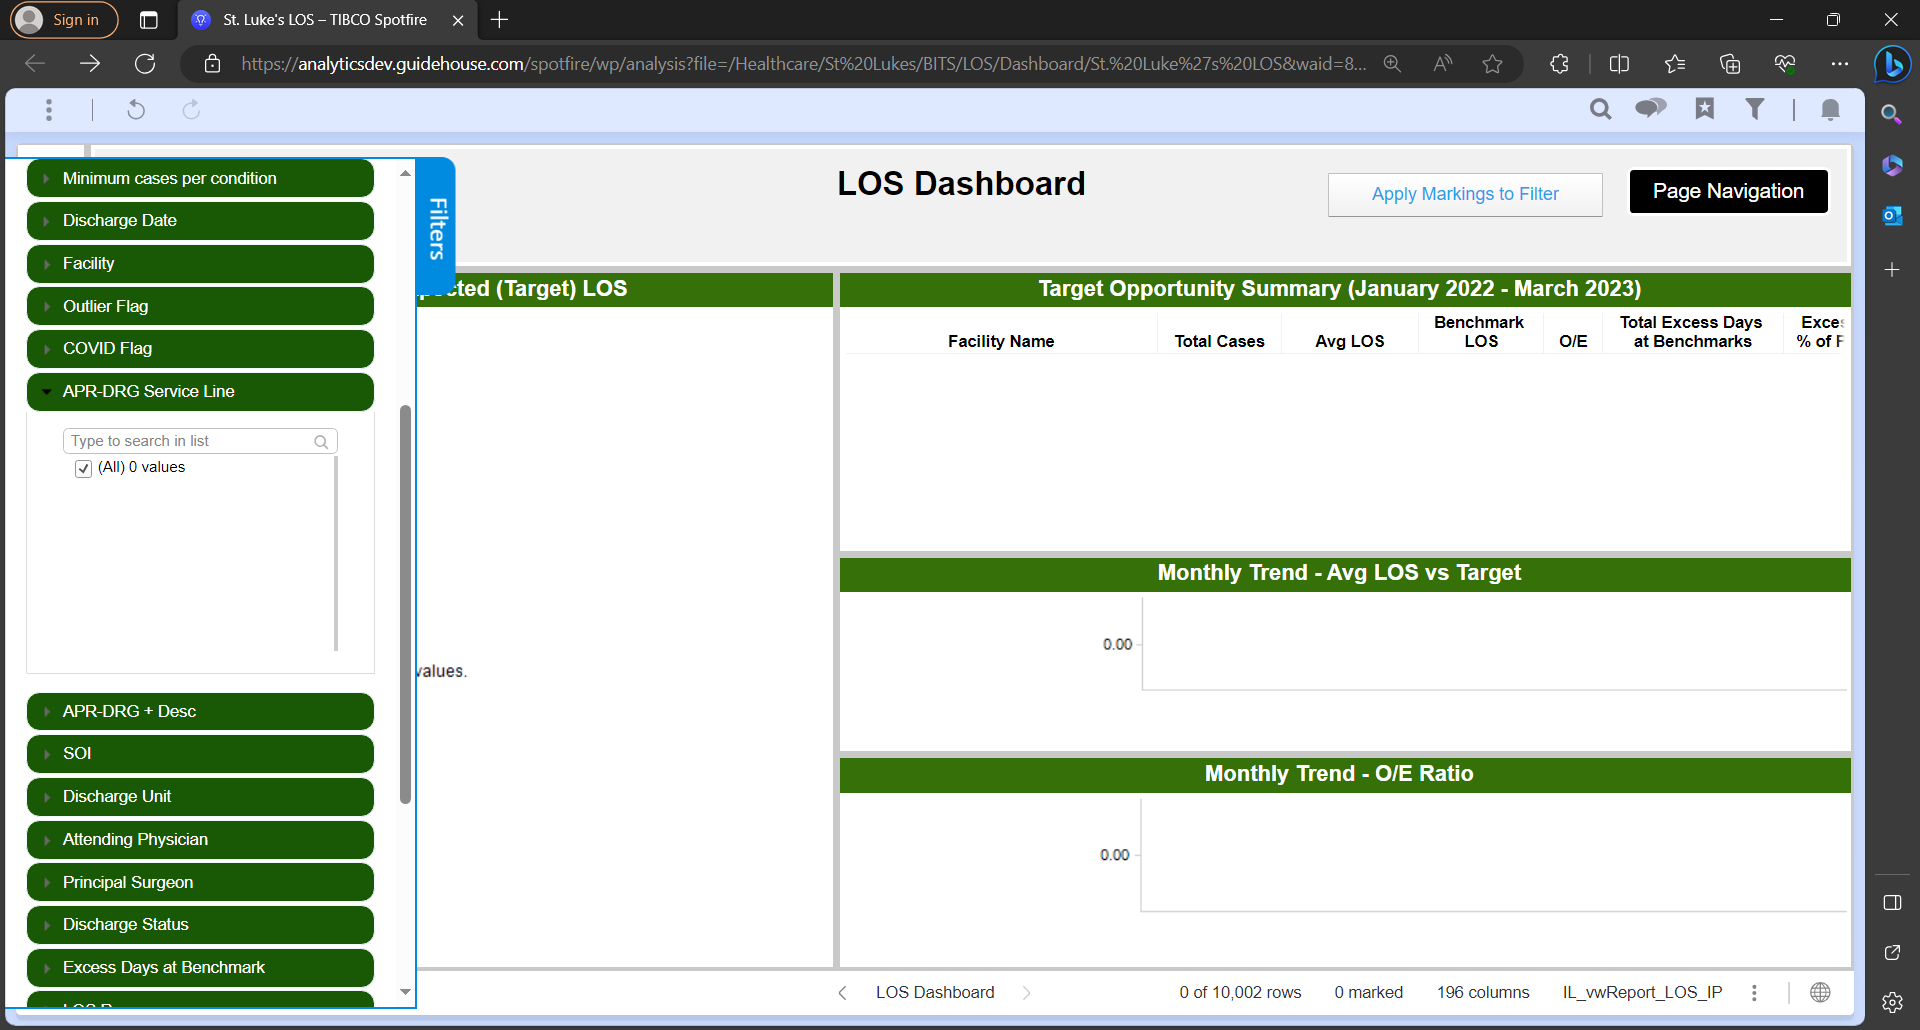 Sign in
St. Luke's LOS – TIBCO Spotfire
https://analyticsdev.guidehouse.com/spotfire/wp/analysis?file=/Healthcare/St%20Lukes/BITS/LOS/Dashboard/St.%20Luke%27s%20LOS&waid=8...
LOS Dashboard
Apply Markings to Filter
Page Navigation
Filters
Minimum cases per condition
Discharge Date
Facility
Outlier Flag
COVID Flag
APR-DRG Service Line
Type to search in list
(All) 0 values
APR-DRG + Desc
SOI
Discharge Unit
Attending Physician
Principal Surgeon
Discharge Status
Excess Days at Benchmark
(Target) LOS
values.
Target Opportunity Summary (January 2022 - March 2023)
Facility Name
Total Cases
Avg LOS
Benchmark
LOS
O/E
Total Excess Days
at Benchmarks
% of
Monthly Trend - Avg LOS vs Target
0.00
Monthly Trend - O/E Ratio
0.00
LOS Dashboard
0 of 10,002 rows
0 marked
196 columns
IL_vwReport_LOS_IP